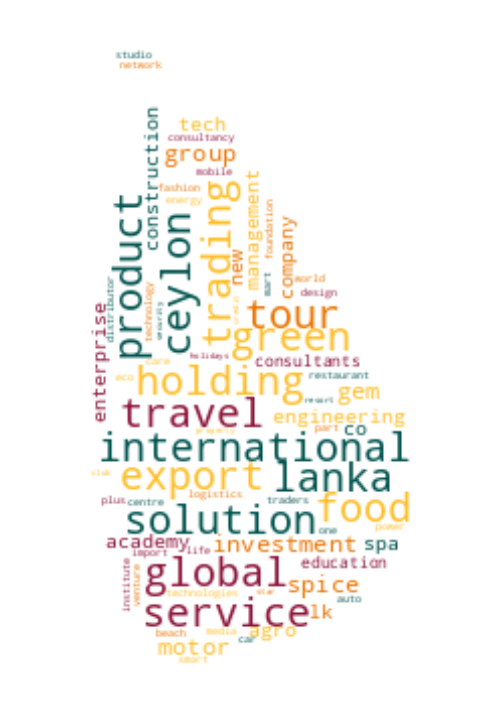 studio
network
construction
tech
consultancy
group
mobile
fashion
energy
management
foundation
product
ceylon
trading
new
mart
company
world
design
distributor
technology
security
tour
green
enterprise
holidays
consultants
care
restaurant
eco
holding
gem
resort
travel
engineering
property
part
co
international
club
export
lanka
logistics
plus
centre
traders
food
solution
one
power
academy
investment
spa
import
life
education
institute
venture
global
technologies
star
spice
auto
service
lk
beach
media
agro
car
motor
smart